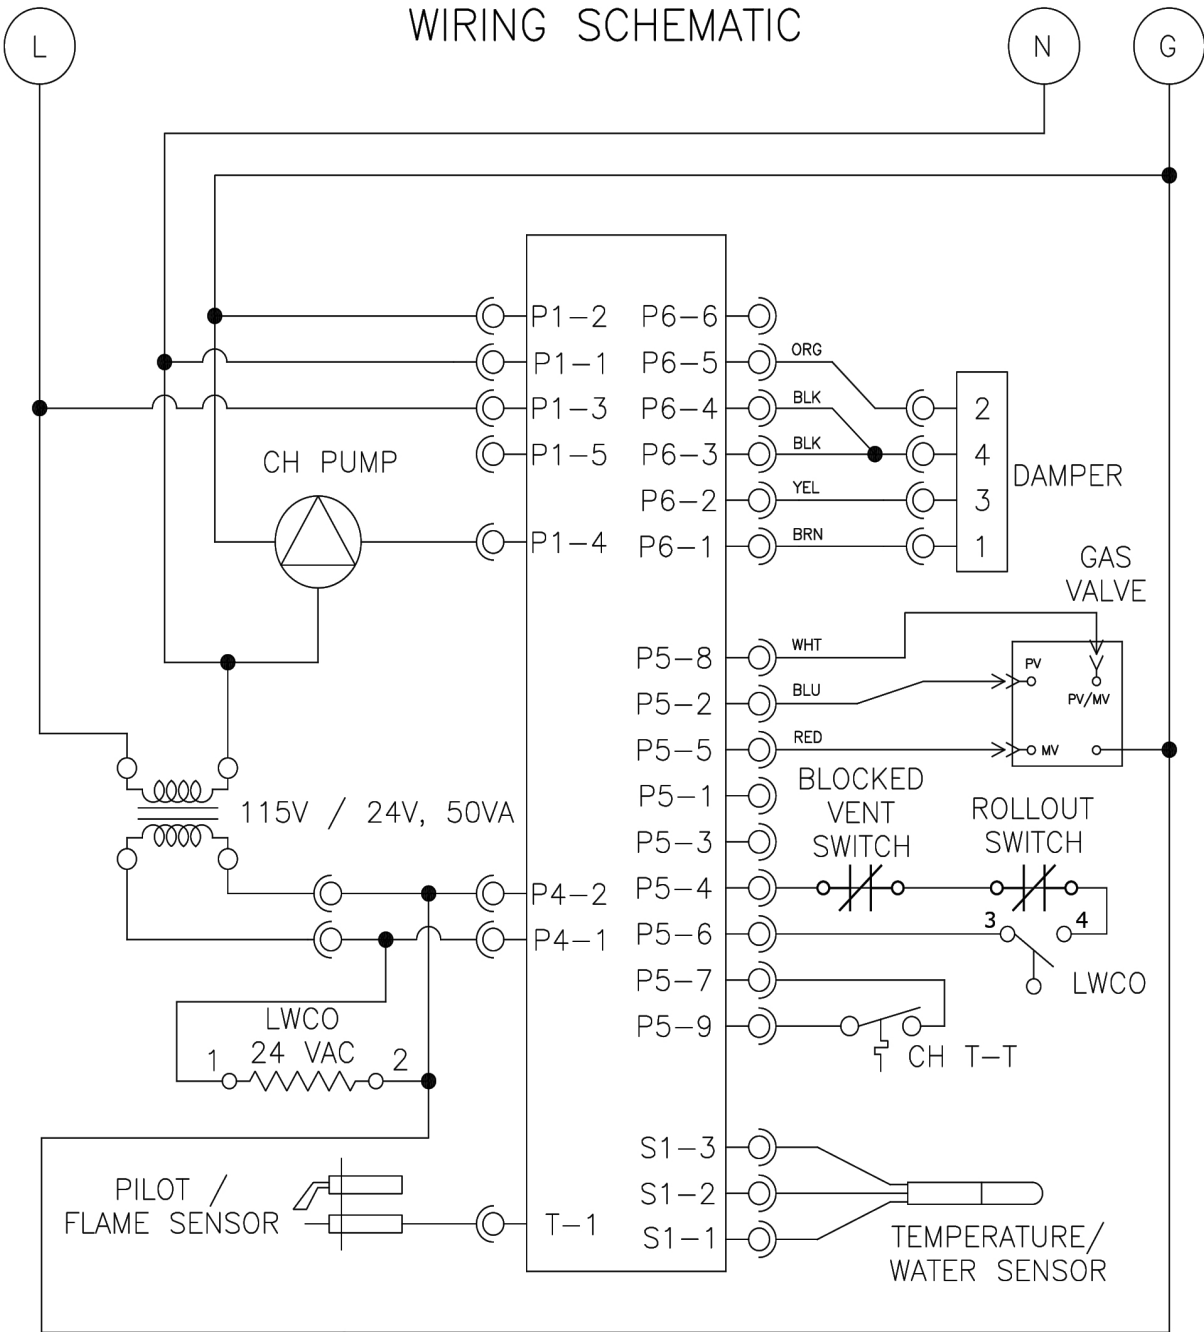 WIRING SCHEMATIC
L
N
G
P1-2
P6-6
P1-1
P6-5
ORG
P1-3
P6-4
BLK
2
P1-5
P6-3
BLK
4
CH PUMP
DAMPER
P6-2
YEL
3
P1-4
P6-1
BRN
1
GAS
VALVE
P5-8
WHT
PV
PV/MV
P5-2
BLU
P5-5
RED
MV
115V / 24V, 50VA
P5-1
BLOCKED
VENT
SWITCH
ROLLOUT
SWITCH
P5-3
P4-2
P5-4
P4-1
P5-6
3
4
LWCO
P5-7
P5-9
CH T-T
LWCO
24 VAC
1
2
PILOT /
FLAME SENSOR
T-1
S1-3
S1-2
S1-1
TEMPERATURE/
WATER SENSOR